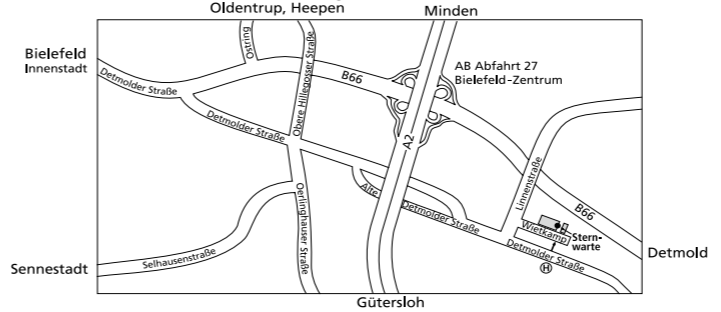 Oldentrup, Heepen
Minden
Bielefeld
Innenstadt
Ostring
Obere Hillegosser Straße
B66
AB Abfahrt 27
Bielefeld-Zentrum
Detmolder Straße
Detmolder Straße
A2
Linnenstraße
Alte
Detmolder Straße
Oerlinghauser Straße
B66
Wietkamp
Stern-
warte
Detmolder Straße
Detmold
H
Selhausenstraße
Sennestadt
Gütersloh